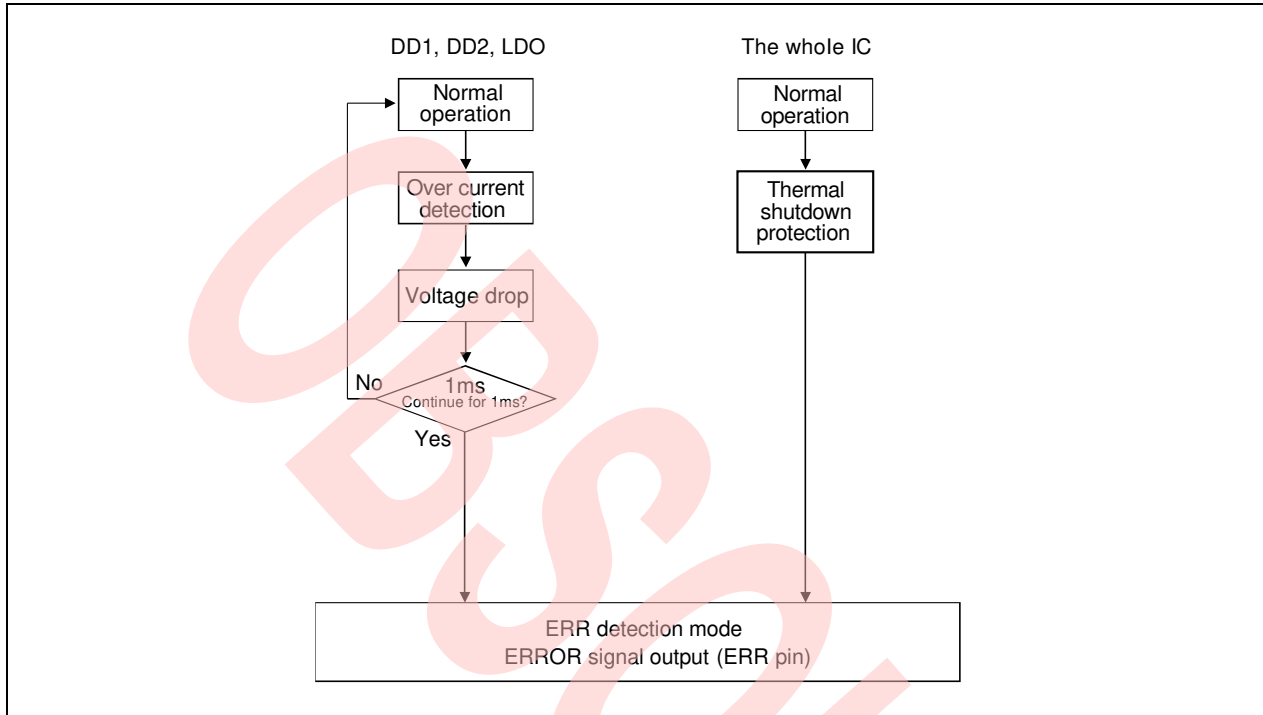 DD1, DD2, LDO
Normal
operation
Over current
detection
Voltage drop
No
1ms
Continue for 1ms?
Yes
The whole IC
Normal
operation
Thermal
shutdown
protection
ERR detection mode
ERROR signal output (ERR pin)